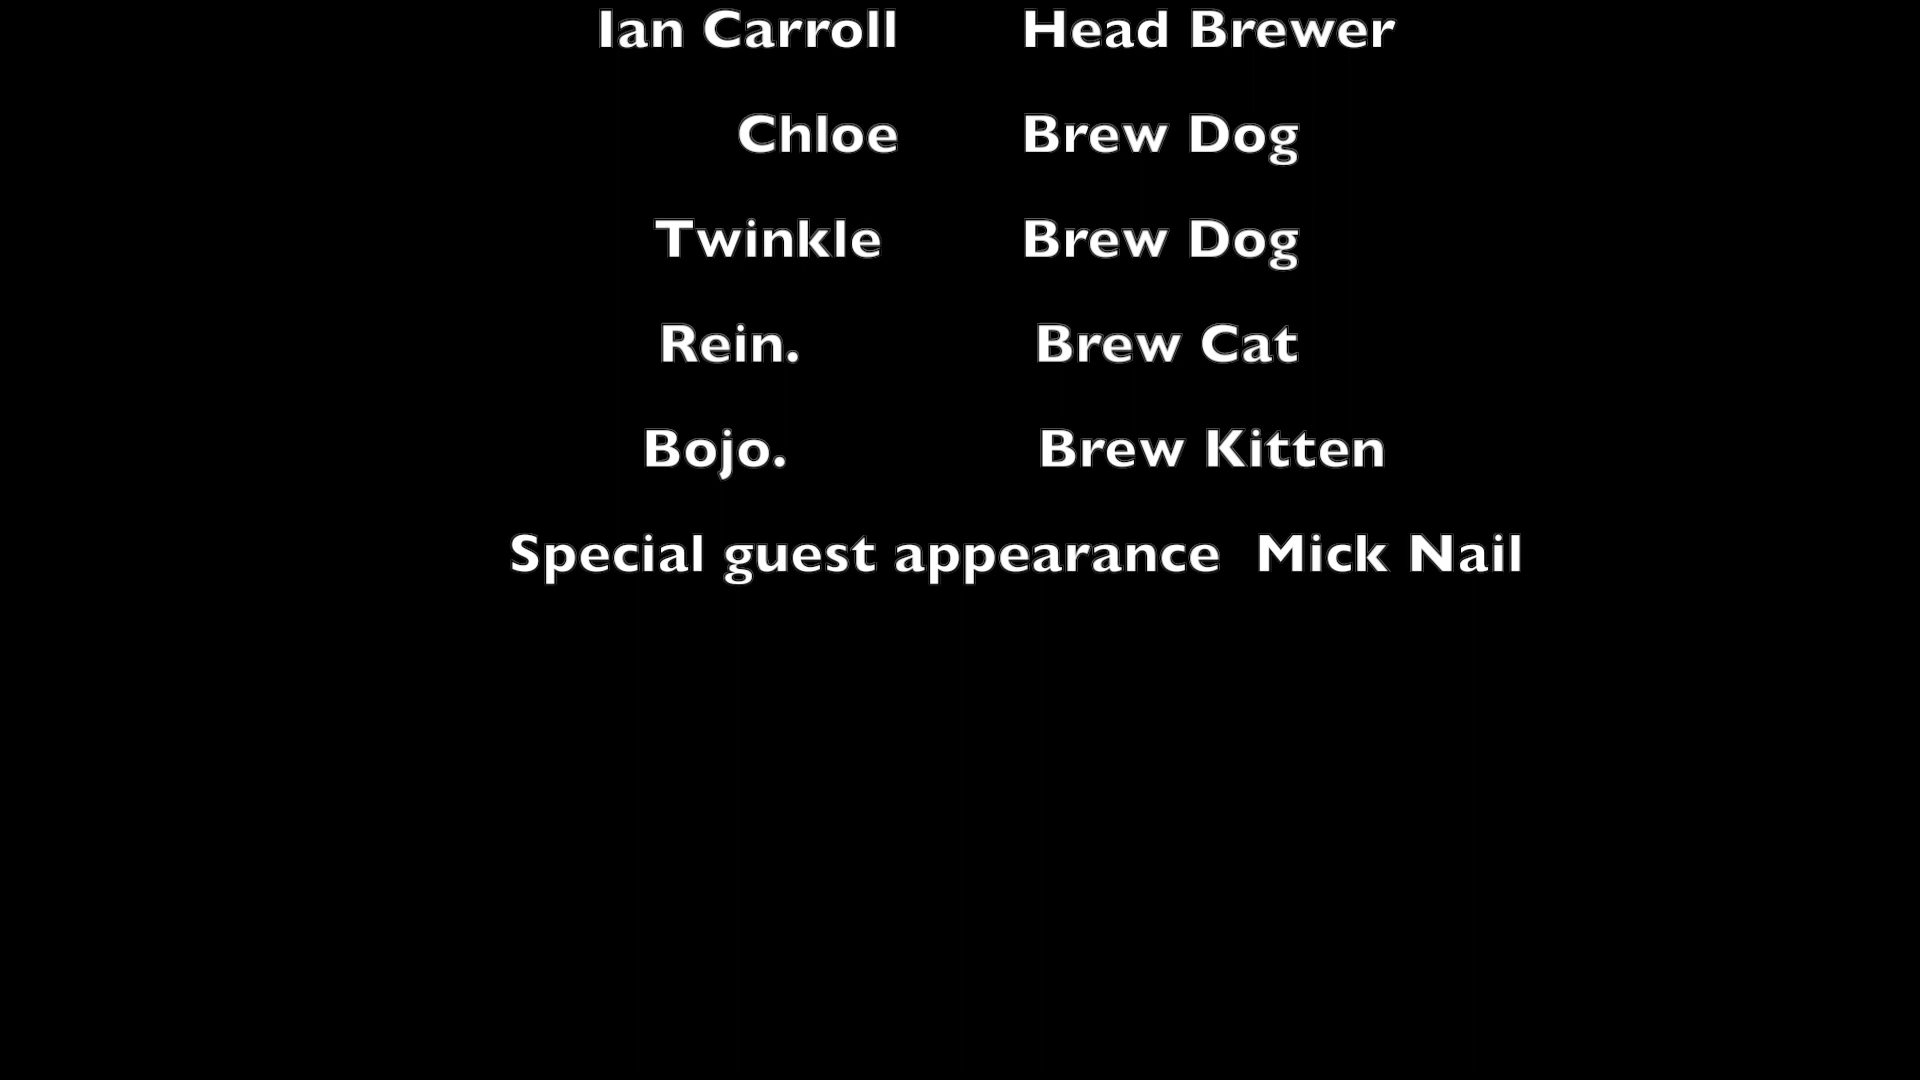 Ian Carroll Head Brewer
Chloe Brew Dog
Twinkle Brew Dog
Rein. Brew Cat
Bojo. Brew Kitten
Special guest appearance Mick Nail